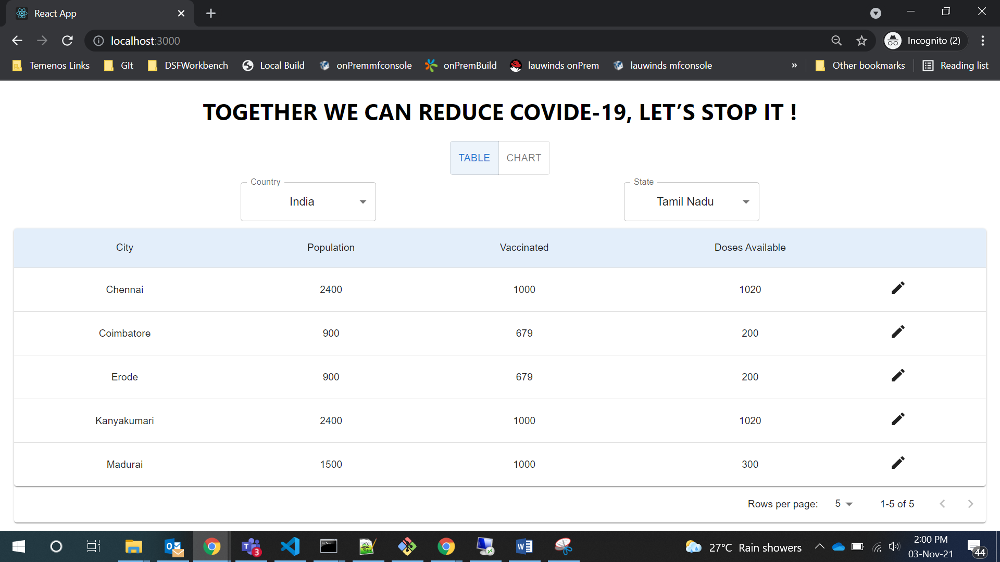 React App
localhost:3000
Incognito (2)
Temenos Links GIt DSFWorkbench Local Build onPremmfconsole onPremBuild lauwinds onPrem lauwinds mfconsole » Other bookmarks Reading list
TOGETHER WE CAN REDUCE COVIDE-19, LET’S STOP IT !
TABLE CHART
Country State
India Tamil Nadu
City Population Vaccinated Doses Available
Chennai 2400 1000 1020
Coimbatore 900 679 200
Erode 900 679 200
Kanyakumari 2400 1000 1020
Madurai 1500 1000 300
Rows per page: 5 1-5 of 5
3
27°C Rain showers
2:00 PM
03-Nov-21
44